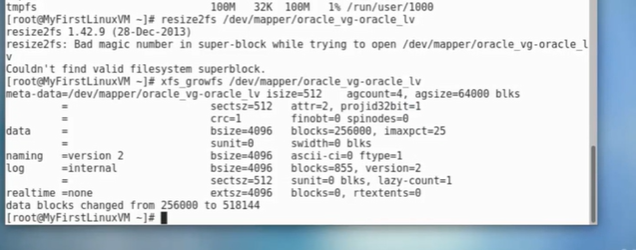 tmpfs 100M 32K 100M 1% /run/user/1000
[root@MyFirstLinuxVM ~]# resize2fs /dev/mapper/oracle_vg-oracle_lv
resize2fs 1.42.9 (28-Dec-2013)
resize2fs: Bad magic number in super-block while trying to open /dev/mapper/oracle_vg-oracle_l
v
Couldn't find valid filesystem superblock.
[root@MyFirstLinuxVM ~]# xfs_growfs /dev/mapper/oracle_vg-oracle_lv
meta-data=/dev/mapper/oracle_vg-oracle_lv isize=512 agcount=4, agsize=64000 blks
= sectsz=512 attr=2, projid32bit=1
= crc=1 finobt=0 spinodes=0
data = bsize=4096 blocks=256000, imaxpct=25
= sunit=0 swidth=0 blks
naming =version 2 bsize=4096 ascii-ci=0 ftype=1
log =internal bsize=4096 blocks=855, version=2
= sectsz=512 sunit=0 blks, lazy-count=1
realtime =none extsz=4096 blocks=0, rtextents=0
data blocks changed from 256000 to 518144
[root@MyFirstLinuxVM ~]#